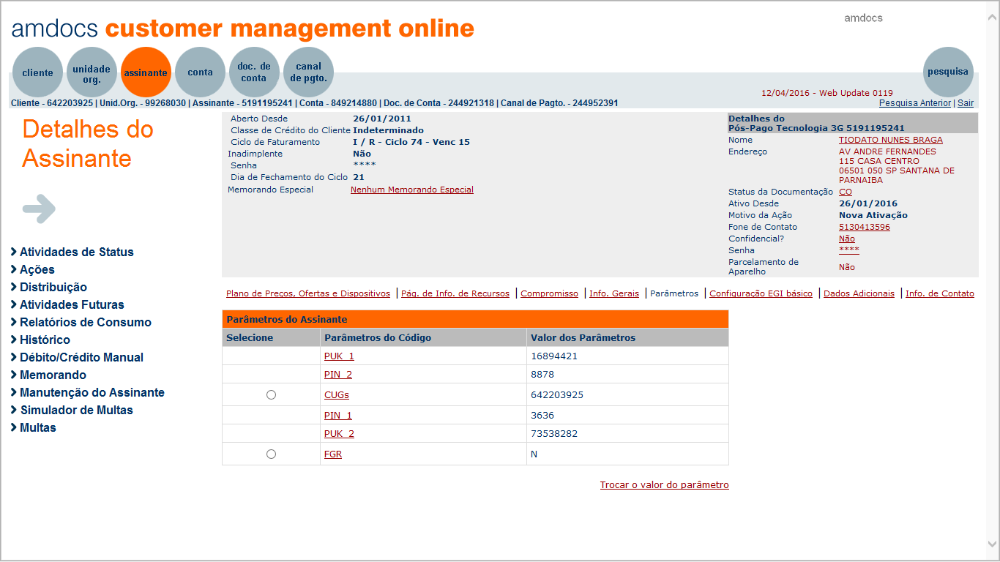 amdocs customer management online
amdocs
cliente
unidade
org.
assinante
conta
doc. de
conta
canal
de pgto.
pesquisa
12/04/2016 - Web Update 0119
Cliente - 642203925 | Unid.Org. - 99268030 | Assinante - 5191195241 | Conta - 849214880 | Doc. de Conta - 244921318 | Canal de Pagto. - 244952391
Pesquisa Anterior | Sair
Detalhes do
Assinante
Atividades de Status
Ações
Distribuição
Atividades Futuras
Relatórios de Consumo
Histórico
Débito/Crédito Manual
Memorando
Manutenção do Assinante
Simulador de Multas
Multas
Aberto Desde 26/01/2011
Classe de Crédito do Cliente Indeterminado
Ciclo de Faturamento I / R - Ciclo 74 - Venc 15
Inadimplente Não
Senha ****
Dia de Fechamento do Ciclo 21
Memorando Especial Nenhum Memorando Especial
Detalhes do
Pós-Pago Tecnologia 3G 5191195241
Nome TIODATO NUNES BRAGA
Endereço AV ANDRE FERNANDES
115 CASA CENTRO
06501 050 SP SANTANA DE
PARNAIBA
Status da Documentação CO
Ativo Desde 26/01/2016
Motivo da Ação Nova Ativação
Fone de Contato 5130413596
Confidencial? Não
Senha ****
Parcelamento de
Aparelho Não
Plano de Preços, Ofertas e Dispositivos | Pág. de Info. de Recursos | Compromisso | Info. Gerais | Parâmetros | Configuração EGI básico | Dados Adicionais | Info. de Contato
Parâmetros do Assinante
Selecione Parâmetros do Código Valor dos Parâmetros
PUK_1 16894421
PIN_2 8878
CUGs 642203925
PIN_1 3636
PUK_2 73538282
FGR N
Trocar o valor do parâmetro